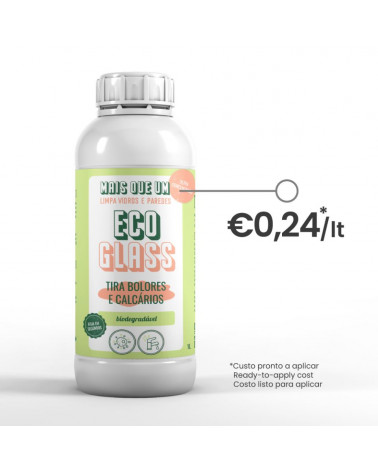 MAIS QUE UM
LIMPA VIDROS E PAREDES
ECO
GLASS
TIRA BOLORES
E CALCÁRIOS
biodegradável
€0,24*/lt
*Custo pronto a aplicar
Ready-to-apply cost
Costo listo para aplicar